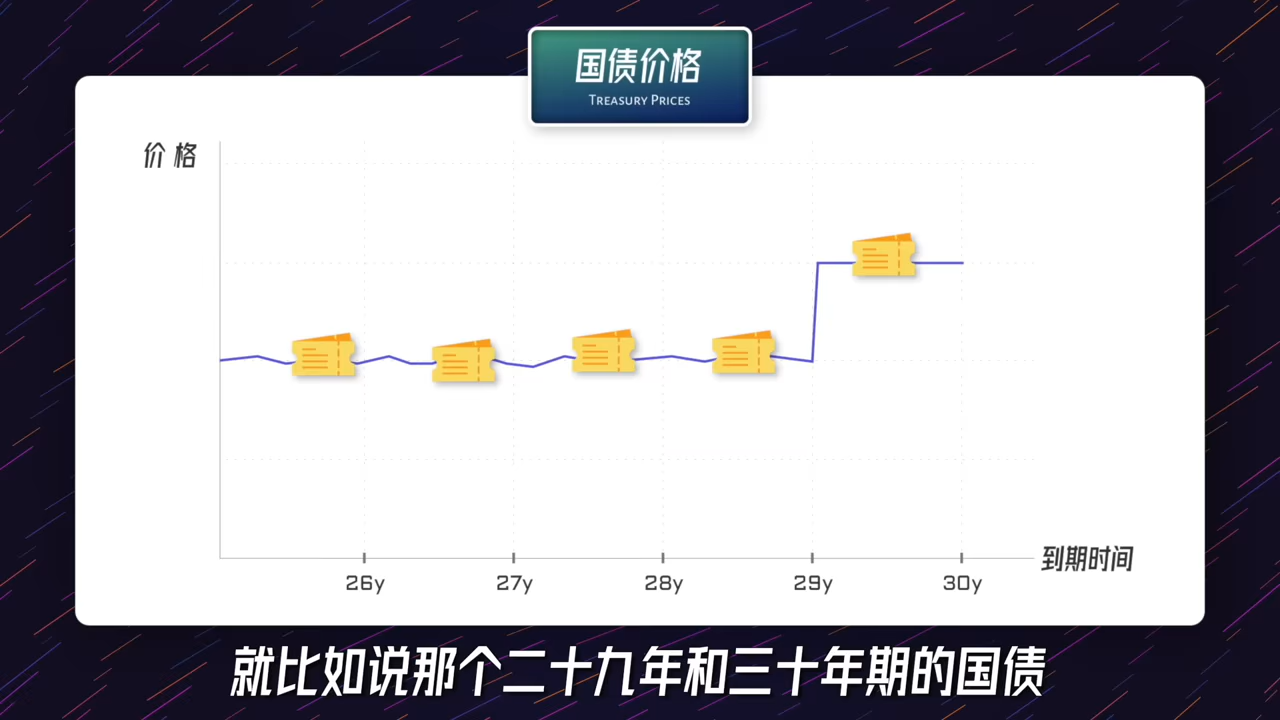 国债价格
TREASURY PRICES
价格
26y
27y
28y
29y
30y
到期时间
就比如说那个二十九年和三十年期的国债